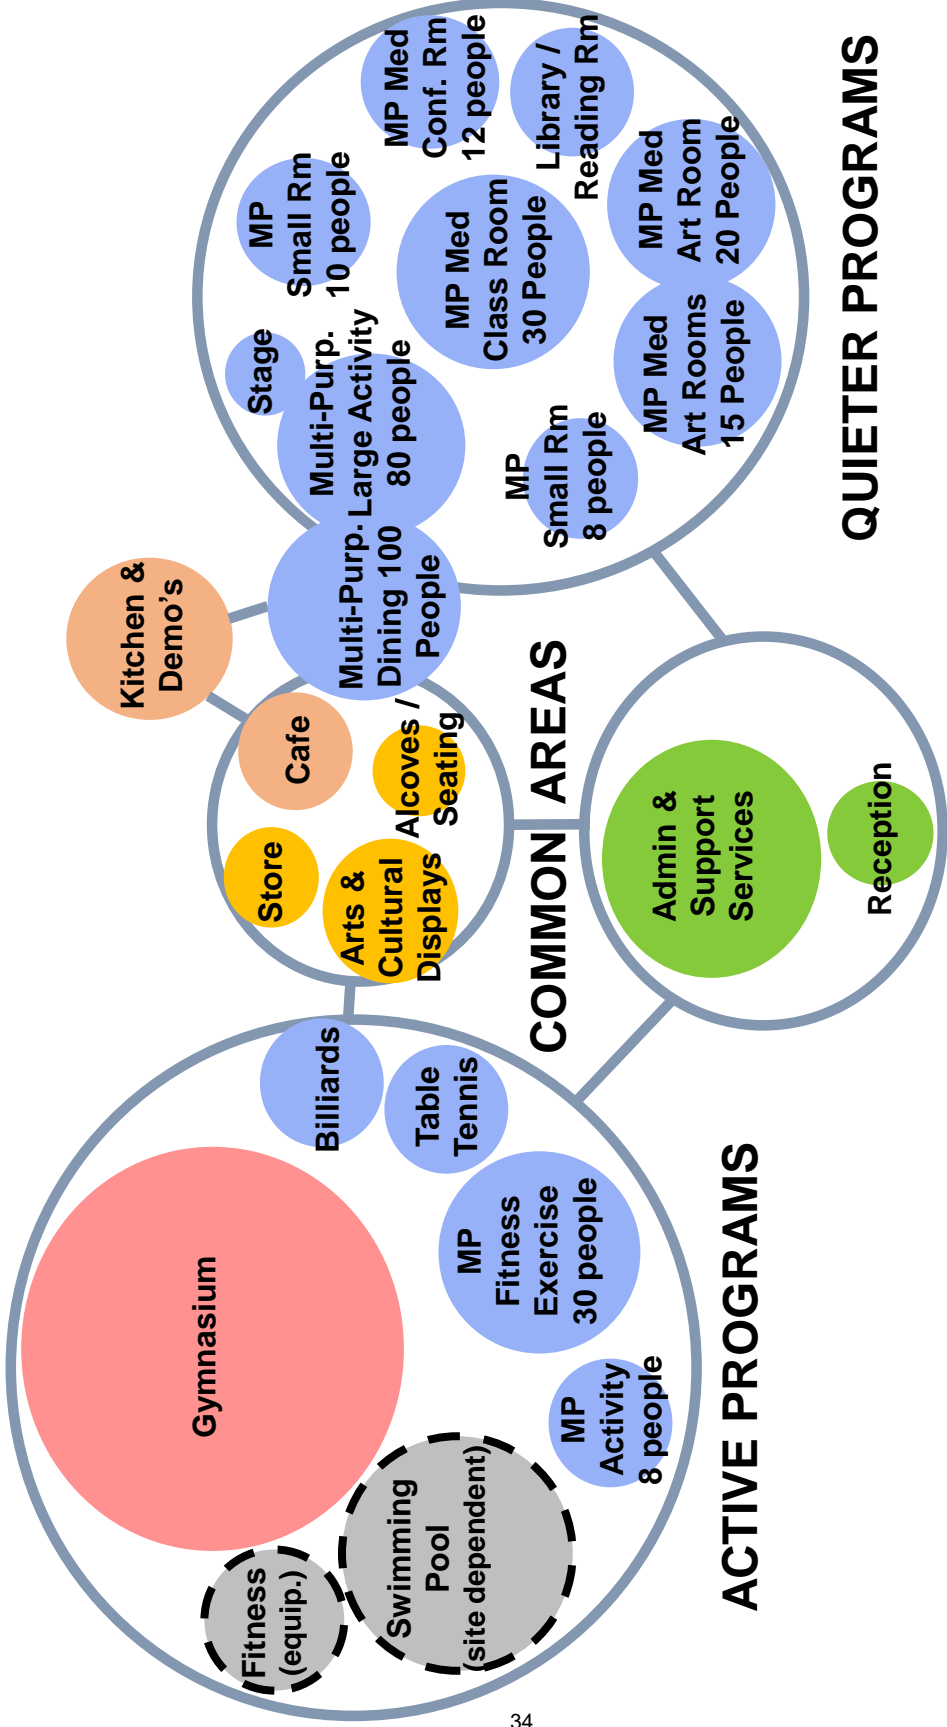 Gymnasium
Fitness
(equip.)
Swimming
Pool
(site dependent)
MP
Activity
8 people
MP
Fitness
Exercise
30 people
Table
Tennis
Billiards
ACTIVE PROGRAMS
Store
Cafe
Arts &
Cultural
Displays
Alcoves /
Seating
COMMON AREAS
Kitchen &
Demo's
Admin &
Support
Services
Reception
Multi-Purp.
Dining 100
People
Multi-Purp.
Large Activity
80 people
Stage
MP
Small Rm
10 people
MP Med
Conf. Rm
12 people
MP Med
Class Room
30 People
Library /
Reading Rm
MP
Small Rm
8 people
MP Med
Art Rooms
15 People
MP Med
Art Room
20 People
QUIETER PROGRAMS
34